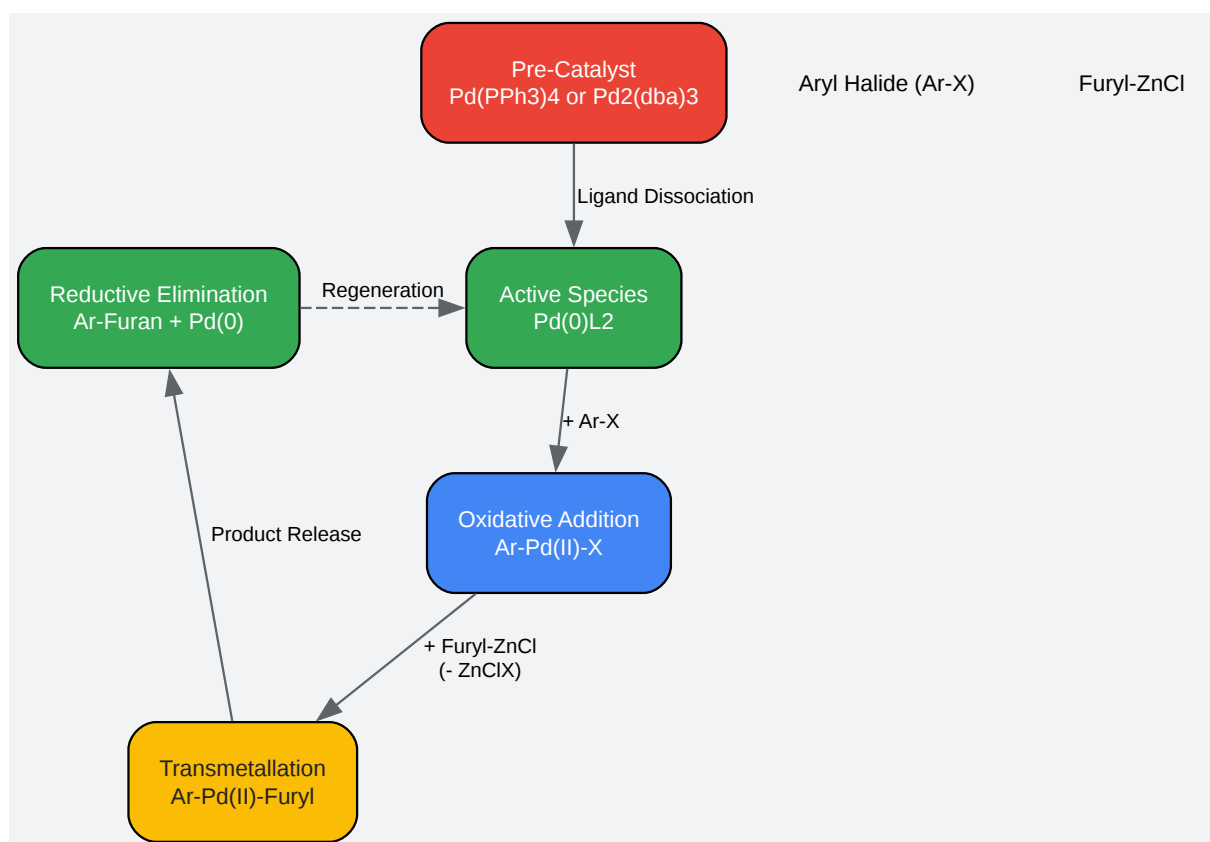 Pre-Catalyst
Pd(PPh3)4 or Pd2(dba)3
Aryl Halide (Ar-X)
Furyl-ZnCl
Ligand Dissociation
Reductive Elimination
Ar-Furan + Pd(0)
Regeneration
Active Species
Pd(0)L2
+ Ar-X
Oxidative Addition
Ar-Pd(II)-X
Product Release
+ Furyl-ZnCl
(- ZnClX)
Transmetallation
Ar-Pd(II)-Furyl